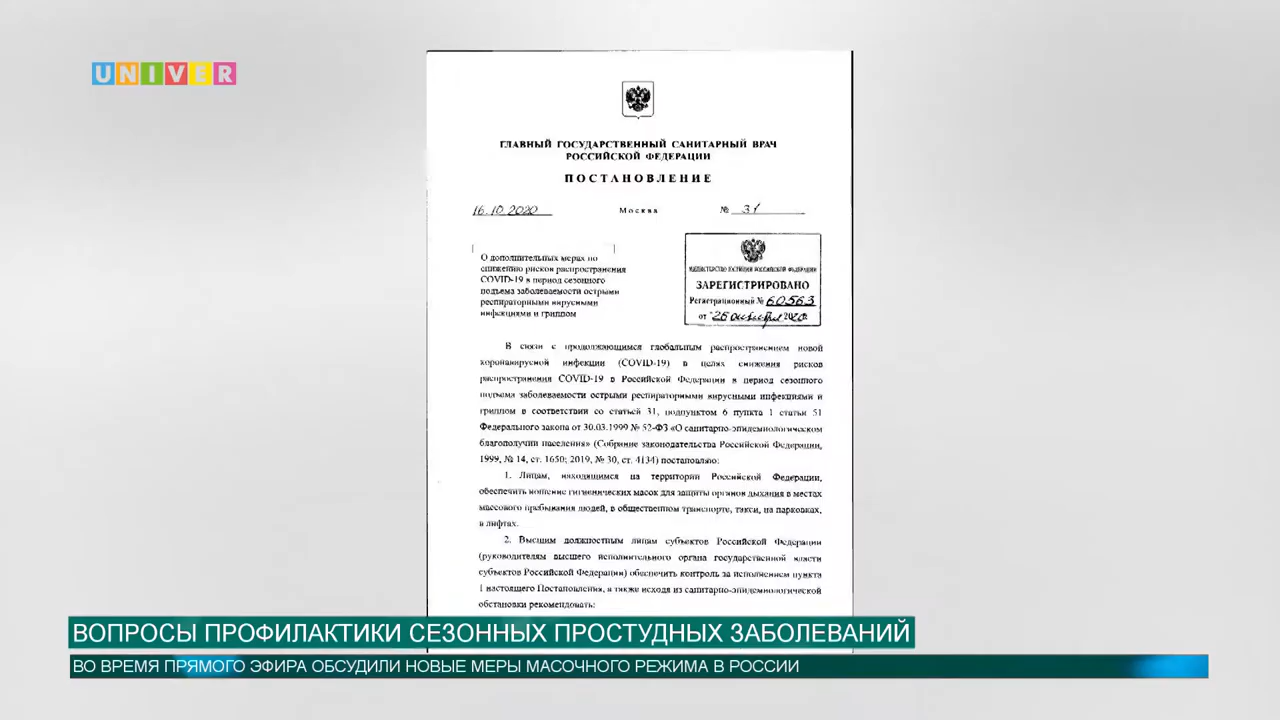 UNIVER
ГЛАВНЫЙ ГОСУДАРСТВЕННЫЙ САНИТАРНЫЙ ВРАЧ
РОССИЙСКОЙ ФЕДЕРАЦИИ
ПОСТАНОВЛЕНИЕ
16.10.2020 Москва № 31
О дополнительных мерах по
снижению рисков распространения
COVID-19 в период сезонного
подъема заболеваемости острыми
респираторными вирусными
инфекциями и гриппом
МИНИСТЕРСТВО ЮСТИЦИИ РОССИЙСКОЙ ФЕДЕРАЦИИ
ЗАРЕГИСТРИРОВАНО
Регистрационный № 60563
от "26 октября 2020.
В связи с продолжающимся глобальным распространением новой
коронавирусной инфекции (COVID-19) в целях снижения рисков
распространения COVID-19 в Российской Федерации в период сезонного
подъема заболеваемости острыми респираторными вирусными инфекциями и
гриппом в соответствии со статьей 31, подпунктом 6 пункта 1 статьи 51
Федерального закона от 30.03.1999 № 52-ФЗ «О санитарно-эпидемиологическом
благополучии населения» (Собрание законодательства Российской Федерации,
1999, № 14, ст. 1650; 2019, № 30, ст. 4134) постановляю:
1. Лицам, находящимся на территории Российской Федерации,
обеспечить ношение гигиенических масок для защиты органов дыхания в местах
массового пребывания людей, в общественном транспорте, такси, на парковках,
в лифтах.
2. Высшим должностным лицам субъектов Российской Федерации
(руководителям высшего исполнительного органа государственной власти
субъектов Российской Федерации) обеспечить контроль за исполнением пункта
1 настоящего Постановления, а также исходя из санитарно-эпидемиологической
обстановки рекомендовать:
ВОПРОСЫ ПРОФИЛАКТИКИ СЕЗОННЫХ ПРОСТУДНЫХ ЗАБОЛЕВАНИЙ
ВО ВРЕМЯ ПРЯМОГО ЭФИРА ОБСУДИЛИ НОВЫЕ МЕРЫ МАСОЧНОГО РЕЖИМА В РОССИИ